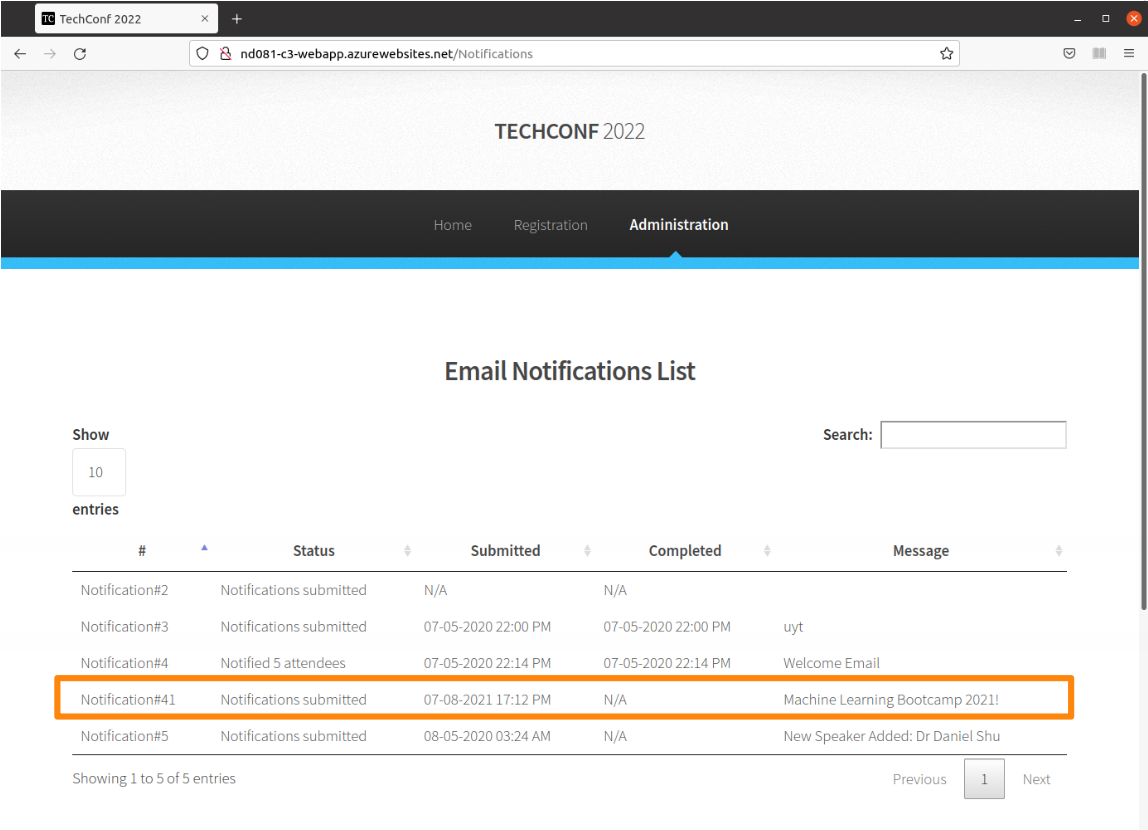 TC TechConf 2022
nd081-c3-webapp.azurewebsites.net/Notifications
TECHCONF 2022
Home Registration Administration
Email Notifications List
Show
Search:
10
entries
# Status Submitted Completed Message
Notification#2 Notifications submitted N/A N/A
Notification#3 Notifications submitted 07-05-2020 22:00 PM 07-05-2020 22:00 PM uyt
Notification#4 Notified 5 attendees 07-05-2020 22:14 PM 07-05-2020 22:14 PM Welcome Email
Notification#41 Notifications submitted 07-08-2021 17:12 PM N/A Machine Learning Bootcamp 2021!
Notification#5 Notifications submitted 08-05-2020 03:24 AM N/A New Speaker Added: Dr Daniel Shu
Showing 1 to 5 of 5 entries Previous 1 Next